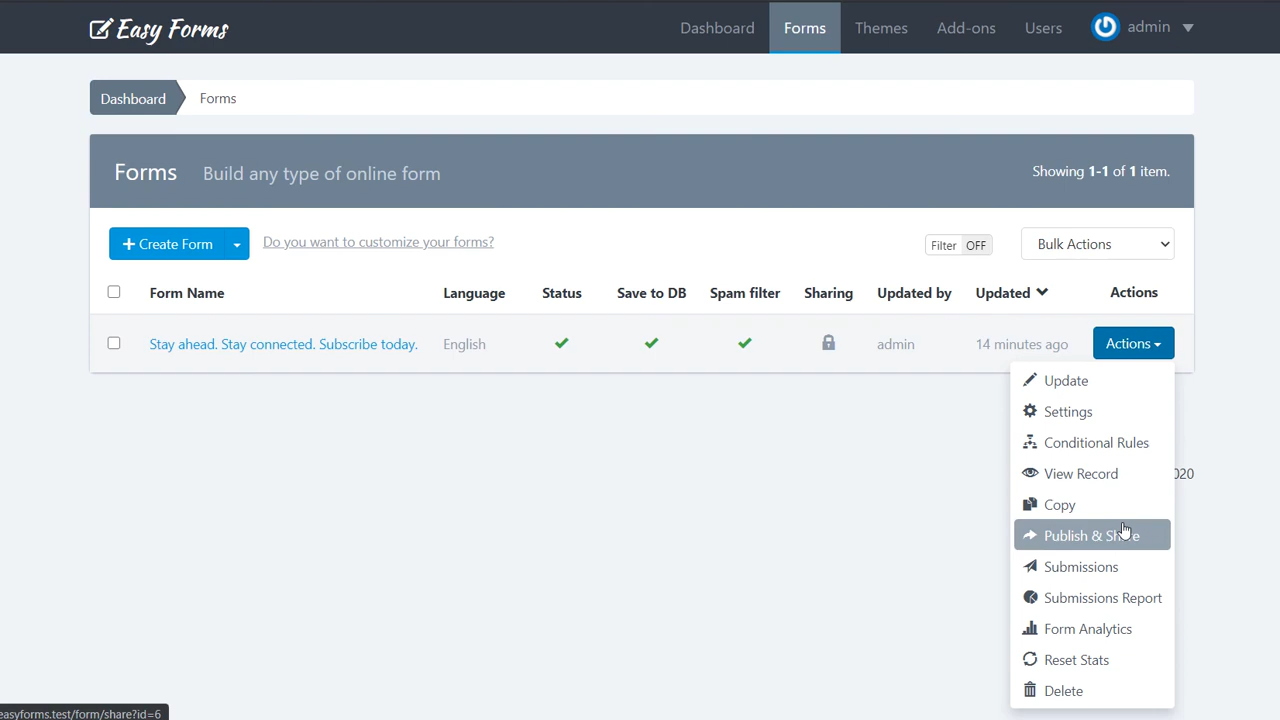 Easy Forms
Dashboard Forms Themes Add-ons Users admin
Dashboard Forms
Forms Build any type of online form Showing 1-1 of 1 item.
+ Create Form Do you want to customize your forms? Filter OFF Bulk Actions
Form Name Language Status Save to DB Spam filter Sharing Updated by Updated Actions
Stay ahead. Stay connected. Subscribe today. English admin 14 minutes ago Actions
Update
Settings
Conditional Rules
View Record 020
Copy
Publish & Share
Submissions
Submissions Report
Form Analytics
Reset Stats
Delete
easyforms.test/form/share?id=6